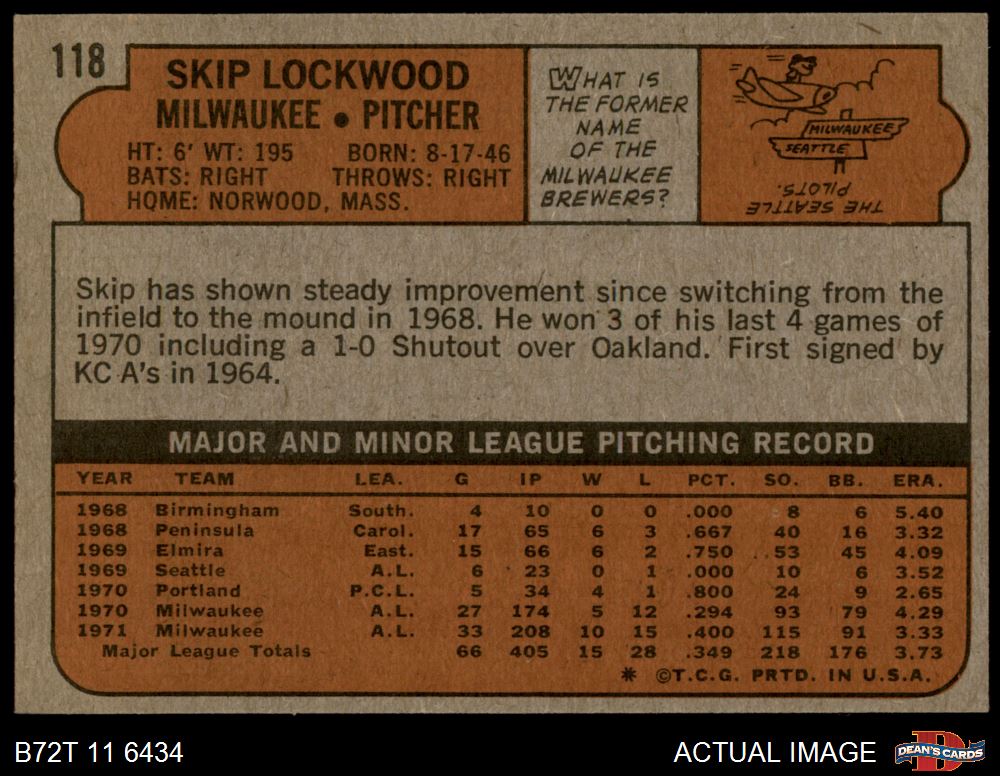 118
SKIP LOCKWOOD
MILWAUKEE • PITCHER
HT: 6' WT: 195 BORN: 8-17-46
BATS: RIGHT THROWS: RIGHT
HOME: NORWOOD, MASS.
WHAT IS
THE FORMER
NAME
OF THE
MILWAUKEE
BREWERS?
MILWAUKEE
SEATTLE
THE SEATTLE
PILOTS.
Skip has shown steady improvement since switching from the
infield to the mound in 1968. He won 3 of his last 4 games of
1970 including a 1-0 Shutout over Oakland. First signed by
KC A's in 1964.
MAJOR AND MINOR LEAGUE PITCHING RECORD
YEAR TEAM LEA. G IP W L PCT. SO. BB. ERA.
1968 Birmingham South. 4 10 0 0 .000 8 6 5.40
1968 Peninsula Carol. 17 65 6 3 .667 40 16 3.32
1969 Elmira East. 15 66 6 2 .750 53 45 4.09
1969 Seattle A.L. 6 23 0 1 .000 10 6 3.52
1970 Portland P.C.L. 5 34 4 1 .800 24 9 2.65
1970 Milwaukee A.L. 27 174 5 12 .294 93 79 4.29
1971 Milwaukee A.L. 33 208 10 15 .400 115 91 3.33
Major League Totals 66 405 15 28 .349 218 176 3.73
* ©T.C.G. PRTD. IN U.S.A.
B72T 11 6434 ACTUAL IMAGE DEAN'S CARDS